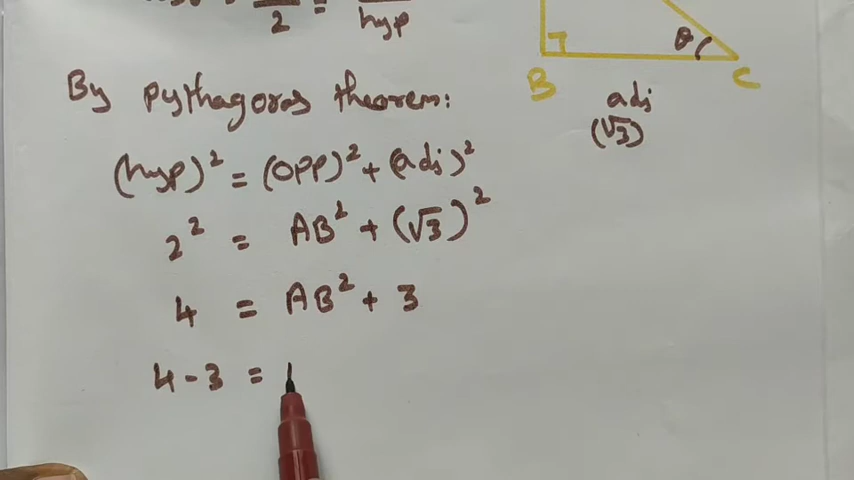 2 = hyp
B C
θ
By pythagoras theorem:
adj
(√3)
(hyp)² = (OPP)² + (adj)²
2² = AB² + (√3)²
4 = AB² + 3
4 - 3 =